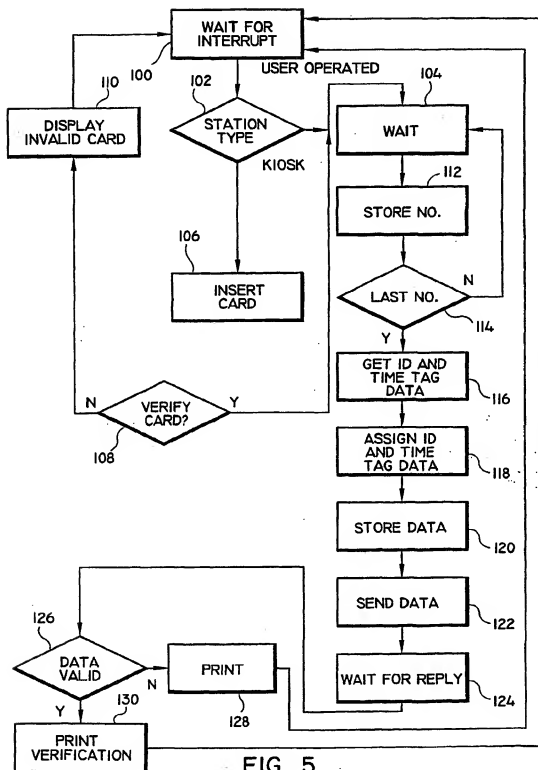 WAIT FOR
INTERRUPT
100
USER OPERATED
110
DISPLAY
INVALID CARD
102
STATION
TYPE
KIOSK
104
WAIT
112
STORE NO.
106
INSERT
CARD
LAST NO.
N
114
Y
GET ID AND
TIME TAG
DATA
116
N
VERIFY
CARD?
Y
108
ASSIGN ID
AND TIME
TAG DATA
118
STORE DATA
120
SEND DATA
122
WAIT FOR REPLY
124
126
DATA
VALID
N
PRINT
128
Y
130
PRINT
VERIFICATION
FIG. 5